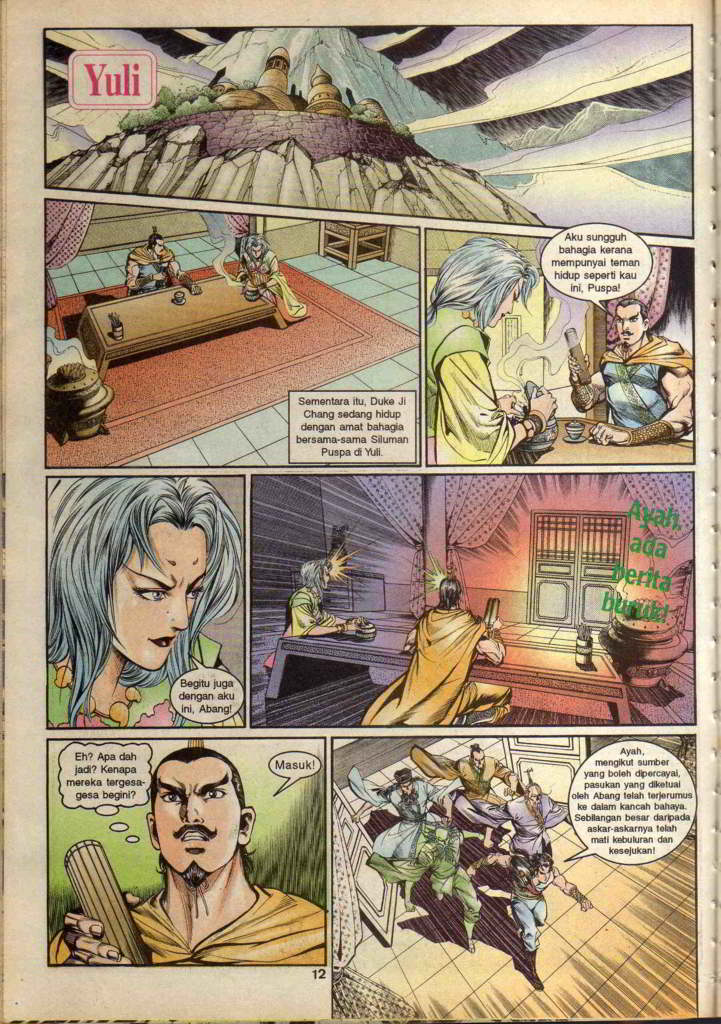 Yuli
Sementara itu, Duke Ji
Chang sedang hidup
dengan amat bahagia
bersama-sama Siluman
Puspa di Yuli.
Aku sungguh
bahagia kerana
mempunyai teman
hidup seperti kau
ini, Puspa!
Begitu juga
dengan aku
ini, Abang!
Ayah,
ada
berita
buruk!
Eh? Apa dah
jadi? Kenapa
mereka tergesa-
gesa begini?
Masuk!
Ayah,
mengikut sumber
yang boleh dipercayai,
pasukan yang diketuai
oleh Abang telah terjerumus
ke dalam kancah bahaya.
Sebilangan besar daripada
askar-askarnya telah
mati kebuluran dan
kesejukan!
12